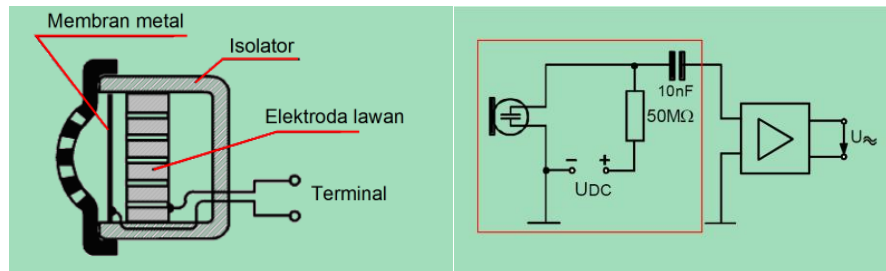 Membran metal
Isolator
Elektroda lawan
Terminal
10nF
50MΩ
U≈
− +
UDC